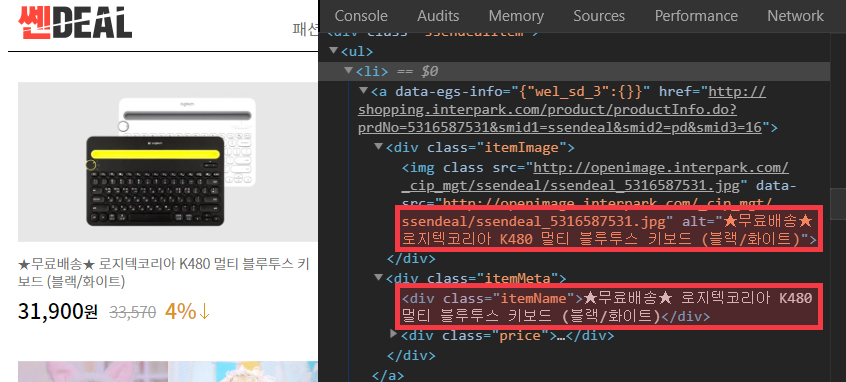 쎈DEAL
패션
★무료배송★ 로지텍코리아 K480 멀티 블루투스 키
보드 (블랙/화이트)
31,900원 33,570 4%↓
Console Audits Memory Sources Performance Network
<div class="ssendealItem">
▼<ul>
▼<li> == $0
▼<a data-egs-info="{"wel_sd_3":{}}" href="http://
shopping.interpark.com/product/productInfo.do?
prdNo=5316587531&smid1=ssendeal&smid2=pd&smid3=16">
▼<div class="itemImage">
<img class src="http://openimage.interpark.com/
_cip_mgt/ssendeal/ssendeal_5316587531.jpg" data-
src="http://openimage.interpark.com/_cip_mgt/
ssendeal/ssendeal_5316587531.jpg" alt="★무료배송★
로지텍코리아 K480 멀티 블루투스 키보드 (블랙/화이트)">
</div>
▼<div class="itemMeta">
<div class="itemName">★무료배송★ 로지텍코리아 K480
멀티 블루투스 키보드 (블랙/화이트)</div>
▶<div class="price">…</div>
</div>
</a>